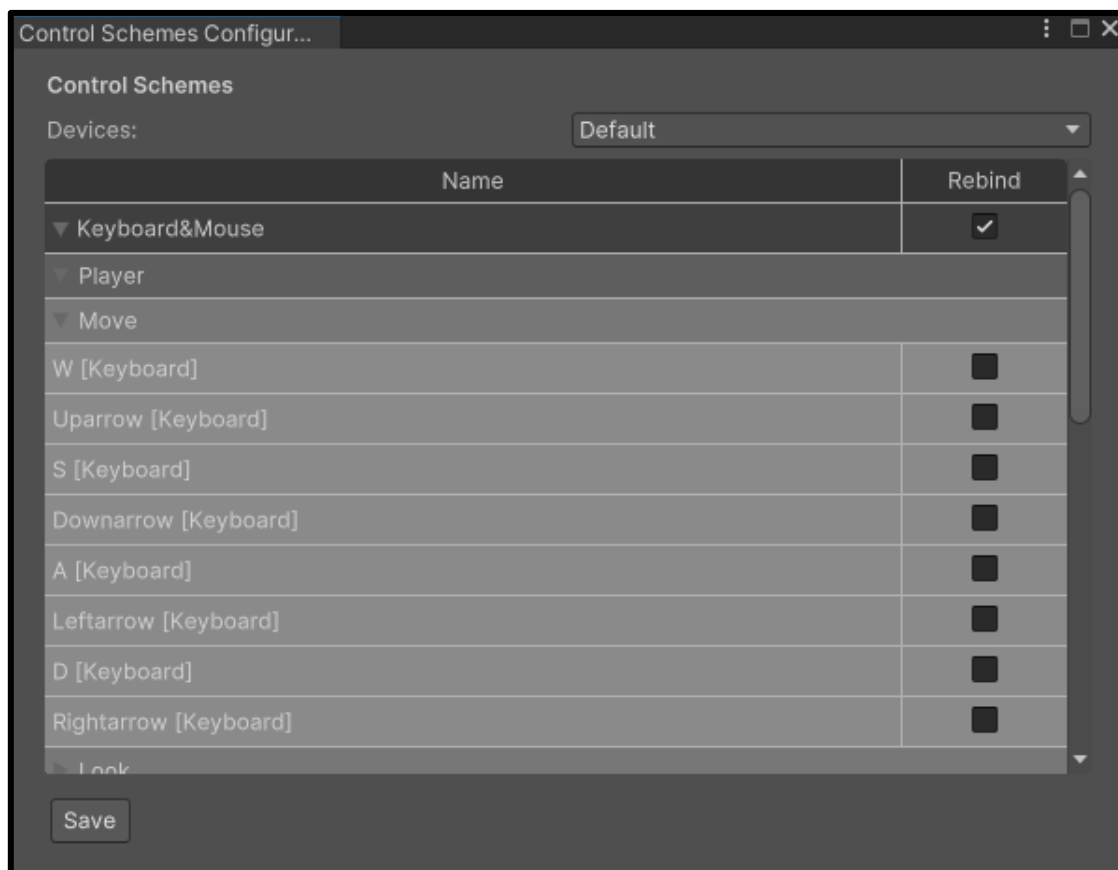 Control Schemes Configur...
Control Schemes
Devices: Default
Name Rebind
Keyboard&Mouse
Player
Move
W [Keyboard]
Uparrow [Keyboard]
S [Keyboard]
Downarrow [Keyboard]
A [Keyboard]
Leftarrow [Keyboard]
D [Keyboard]
Rightarrow [Keyboard]
Look
Save